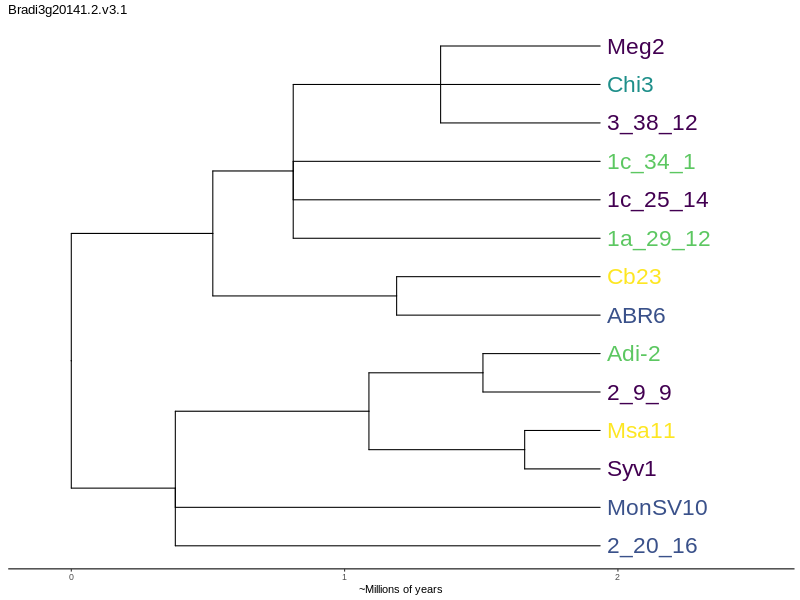 Bradi3g20141.2.v3.1
Meg2
Chi3
3_38_12
1c_34_1
1c_25_14
1a_29_12
Cb23
ABR6
Adi-2
2_9_9
Msa11
Syv1
MonSV10
2_20_16
0 1 2
~Millions of years